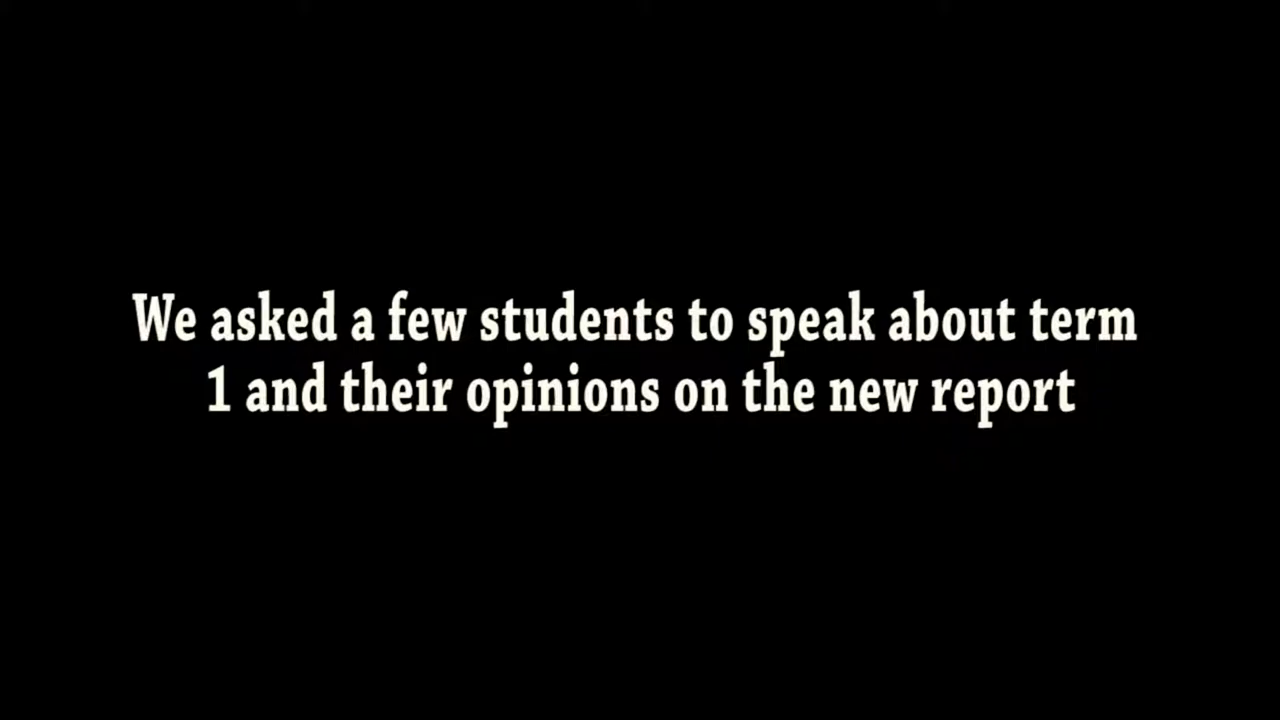 We asked a few students to speak about term
1 and their opinions on the new report